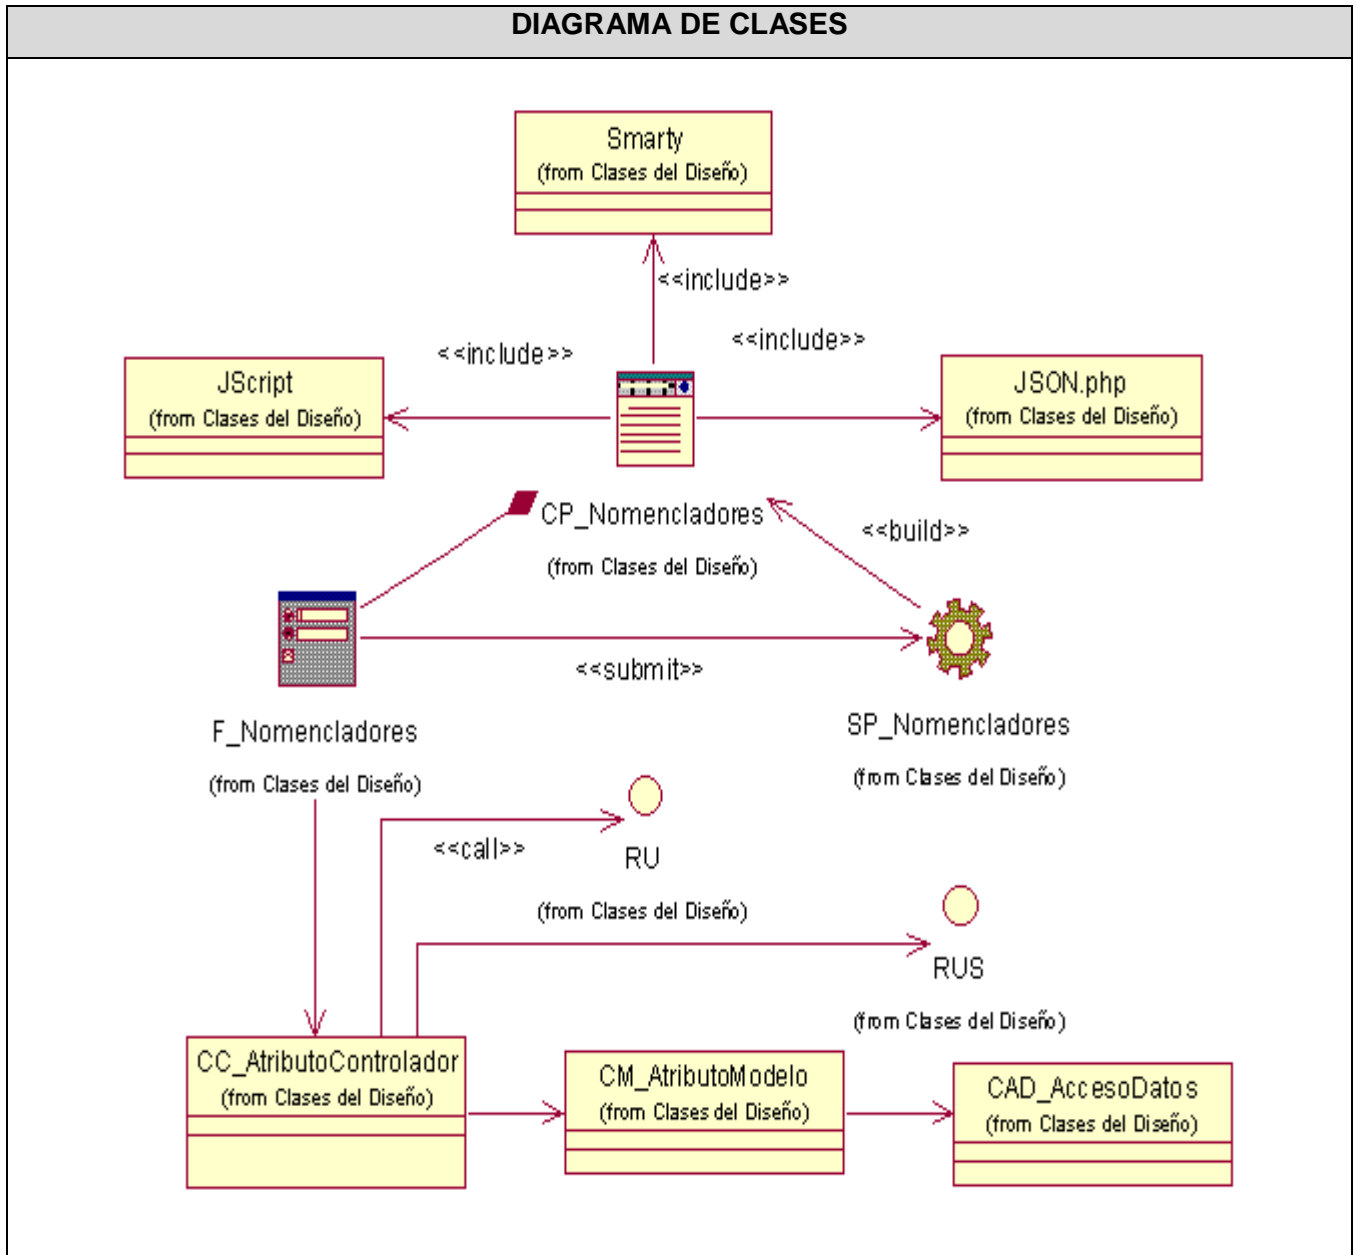 DIAGRAMA DE CLASES
Smarty
(from Clases del Diseño)
<<include>>
<<include>>
<<include>>
JScript
(from Clases del Diseño)
JSON.php
(from Clases del Diseño)
CP_Nomencladores
(from Clases del Diseño)
<<build>>
<<submit>>
F_Nomencladores
(from Clases del Diseño)
SP_Nomencladores
(from Clases del Diseño)
<<call>>
RU
(from Clases del Diseño)
RUS
(from Clases del Diseño)
CC_AtributoControlador
(from Clases del Diseño)
CM_AtributoModelo
(from Clases del Diseño)
CAD_AccesoDatos
(from Clases del Diseño)